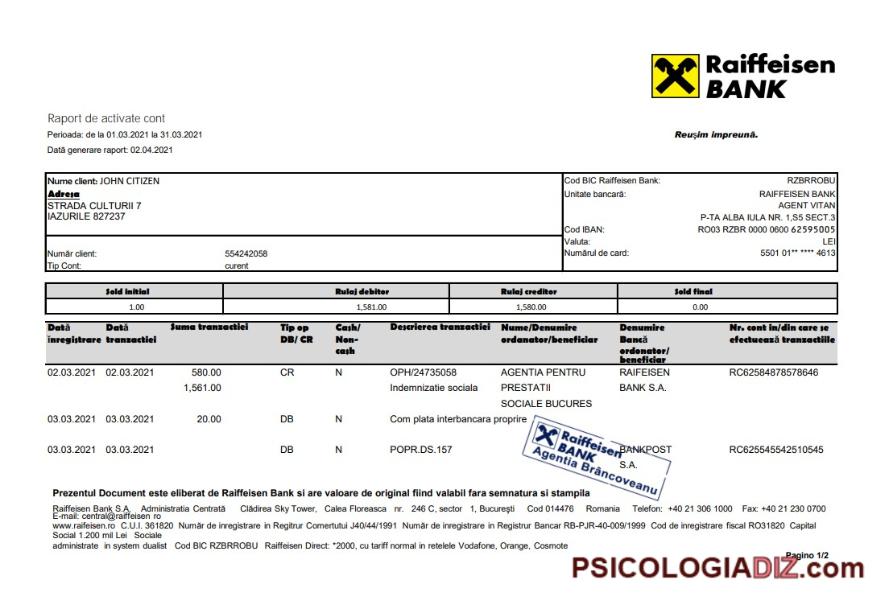 Raiffeisen
BANK
Raport de activate cont
Perioada: de la 01.03.2021 la 31.03.2021
Reușim împreună.
Dată generare raport: 02.04.2021
Nume client: JOHN CITIZEN
Adresa
STRADA CULTURII 7
IAZURILE 827237
Număr client: 554242058
Tip Cont: curent
Cod BIC Raiffeisen Bank: RZBRROBU
Unitate bancară: RAIFFEISEN BANK
AGENT VITAN
P-TA ALBA IULA NR. 1,S5 SECT.3
Cod IBAN: RO03 RZBR 0000 0600 62595005
Valuta: LEI
Numărul de card: 5501 01** **** 4613
Sold initial Rulaj debitor Rulaj creditor Sold final
1.00 1,581.00 1,580.00 0.00
Dată Dată Suma tranzactiei Tip op Cash/ Descrierea tranzactiei Nume/Denumire Denumire Nr. cont in/din care se
înregistrare tranzactiei DB/ CR Non- ordanator/beneficiar Bancă efectuează tranzactiile
cash ordonator/
beneficiar
02.03.2021 02.03.2021 580.00 CR N OPH/24735058 AGENTIA PENTRU RAIFEISEN RC62584878578646
1,561.00 Indemnizatie sociala PRESTATII BANK S.A.
SOCIALE BUCURES
03.03.2021 03.03.2021 20.00 DB N Com plata interbancara proprire
03.03.2021 03.03.2021 DB N POPR.DS.157 BANKPOST RC625545542510545
S.A.
Raiffeisen
BANK
Agentia Brâncoveanu
Prezentul Document este eliberat de Raiffeisen Bank si are valoare de original fiind valabil fara semnatura si stampila
Raiffeisen Bank S.A. Administratia Centrată Clădirea Sky Tower, Calea Floreasca nr. 246 C, sector 1, București Cod 014476 Romania Telefon: +40 21 306 1000 Fax: +40 21 230 0700
E-mail: central@raiffeisen ro
www.raifeisen.ro C.U.I. 361820 Număr de inregistrare in Regitrur Comertului J40/44/1991 Număr de inregistrare in Registrur Bancar RB-PJR-40-009/1999 Cod de inregistrare fiscal RO31820 Capital
Social 1.200 mil Lei Sociale
administrate in system dualist Cod BIC RZBRROBU Raiffeisen Direct: *2000, cu tariff normal in retelele Vodafone, Orange, Cosmote
Pagino 1/2
PSICOLOGIADIZ.com